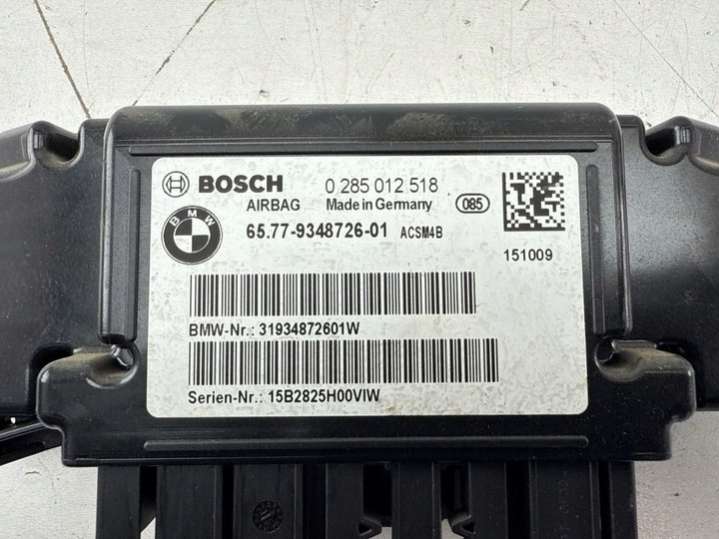 BOSCH 0 285 012 518
AIRBAG Made in Germany 085
BMW 65.77-9348726-01 ACSM4B
151009
BMW-Nr.: 31934872601W
Serien-Nr.: 15B2825H00VIW